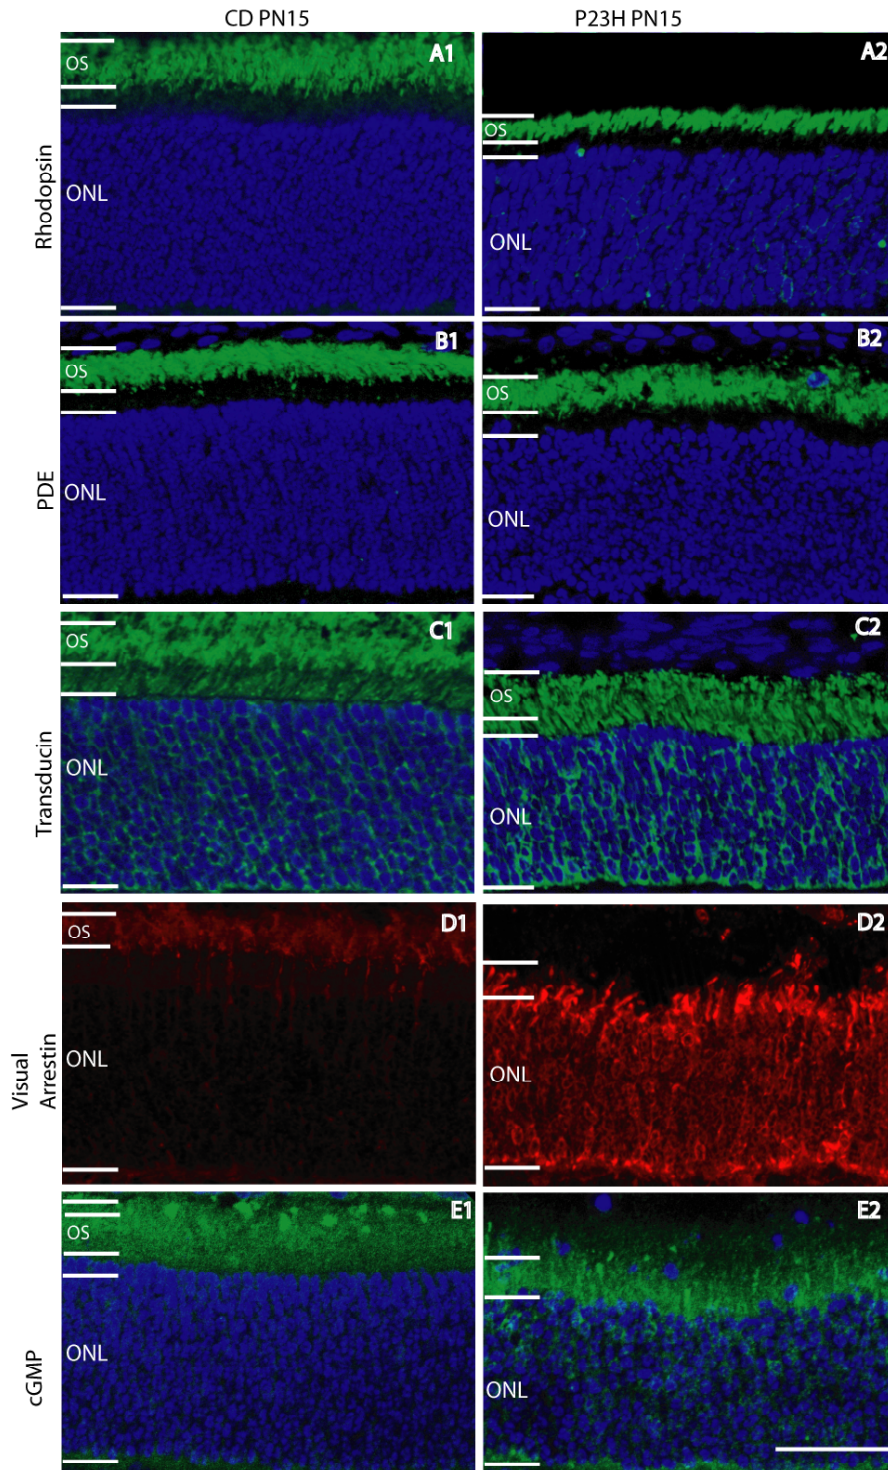 CD PN15
P23H PN15
Rhodopsin
OS
ONL
A1
OS
ONL
A2
PDE
OS
ONL
B1
OS
ONL
B2
Transducin
OS
ONL
C1
OS
ONL
C2
Visual
Arrestin
OS
ONL
D1
ONL
D2
cGMP
OS
ONL
E1
ONL
E2